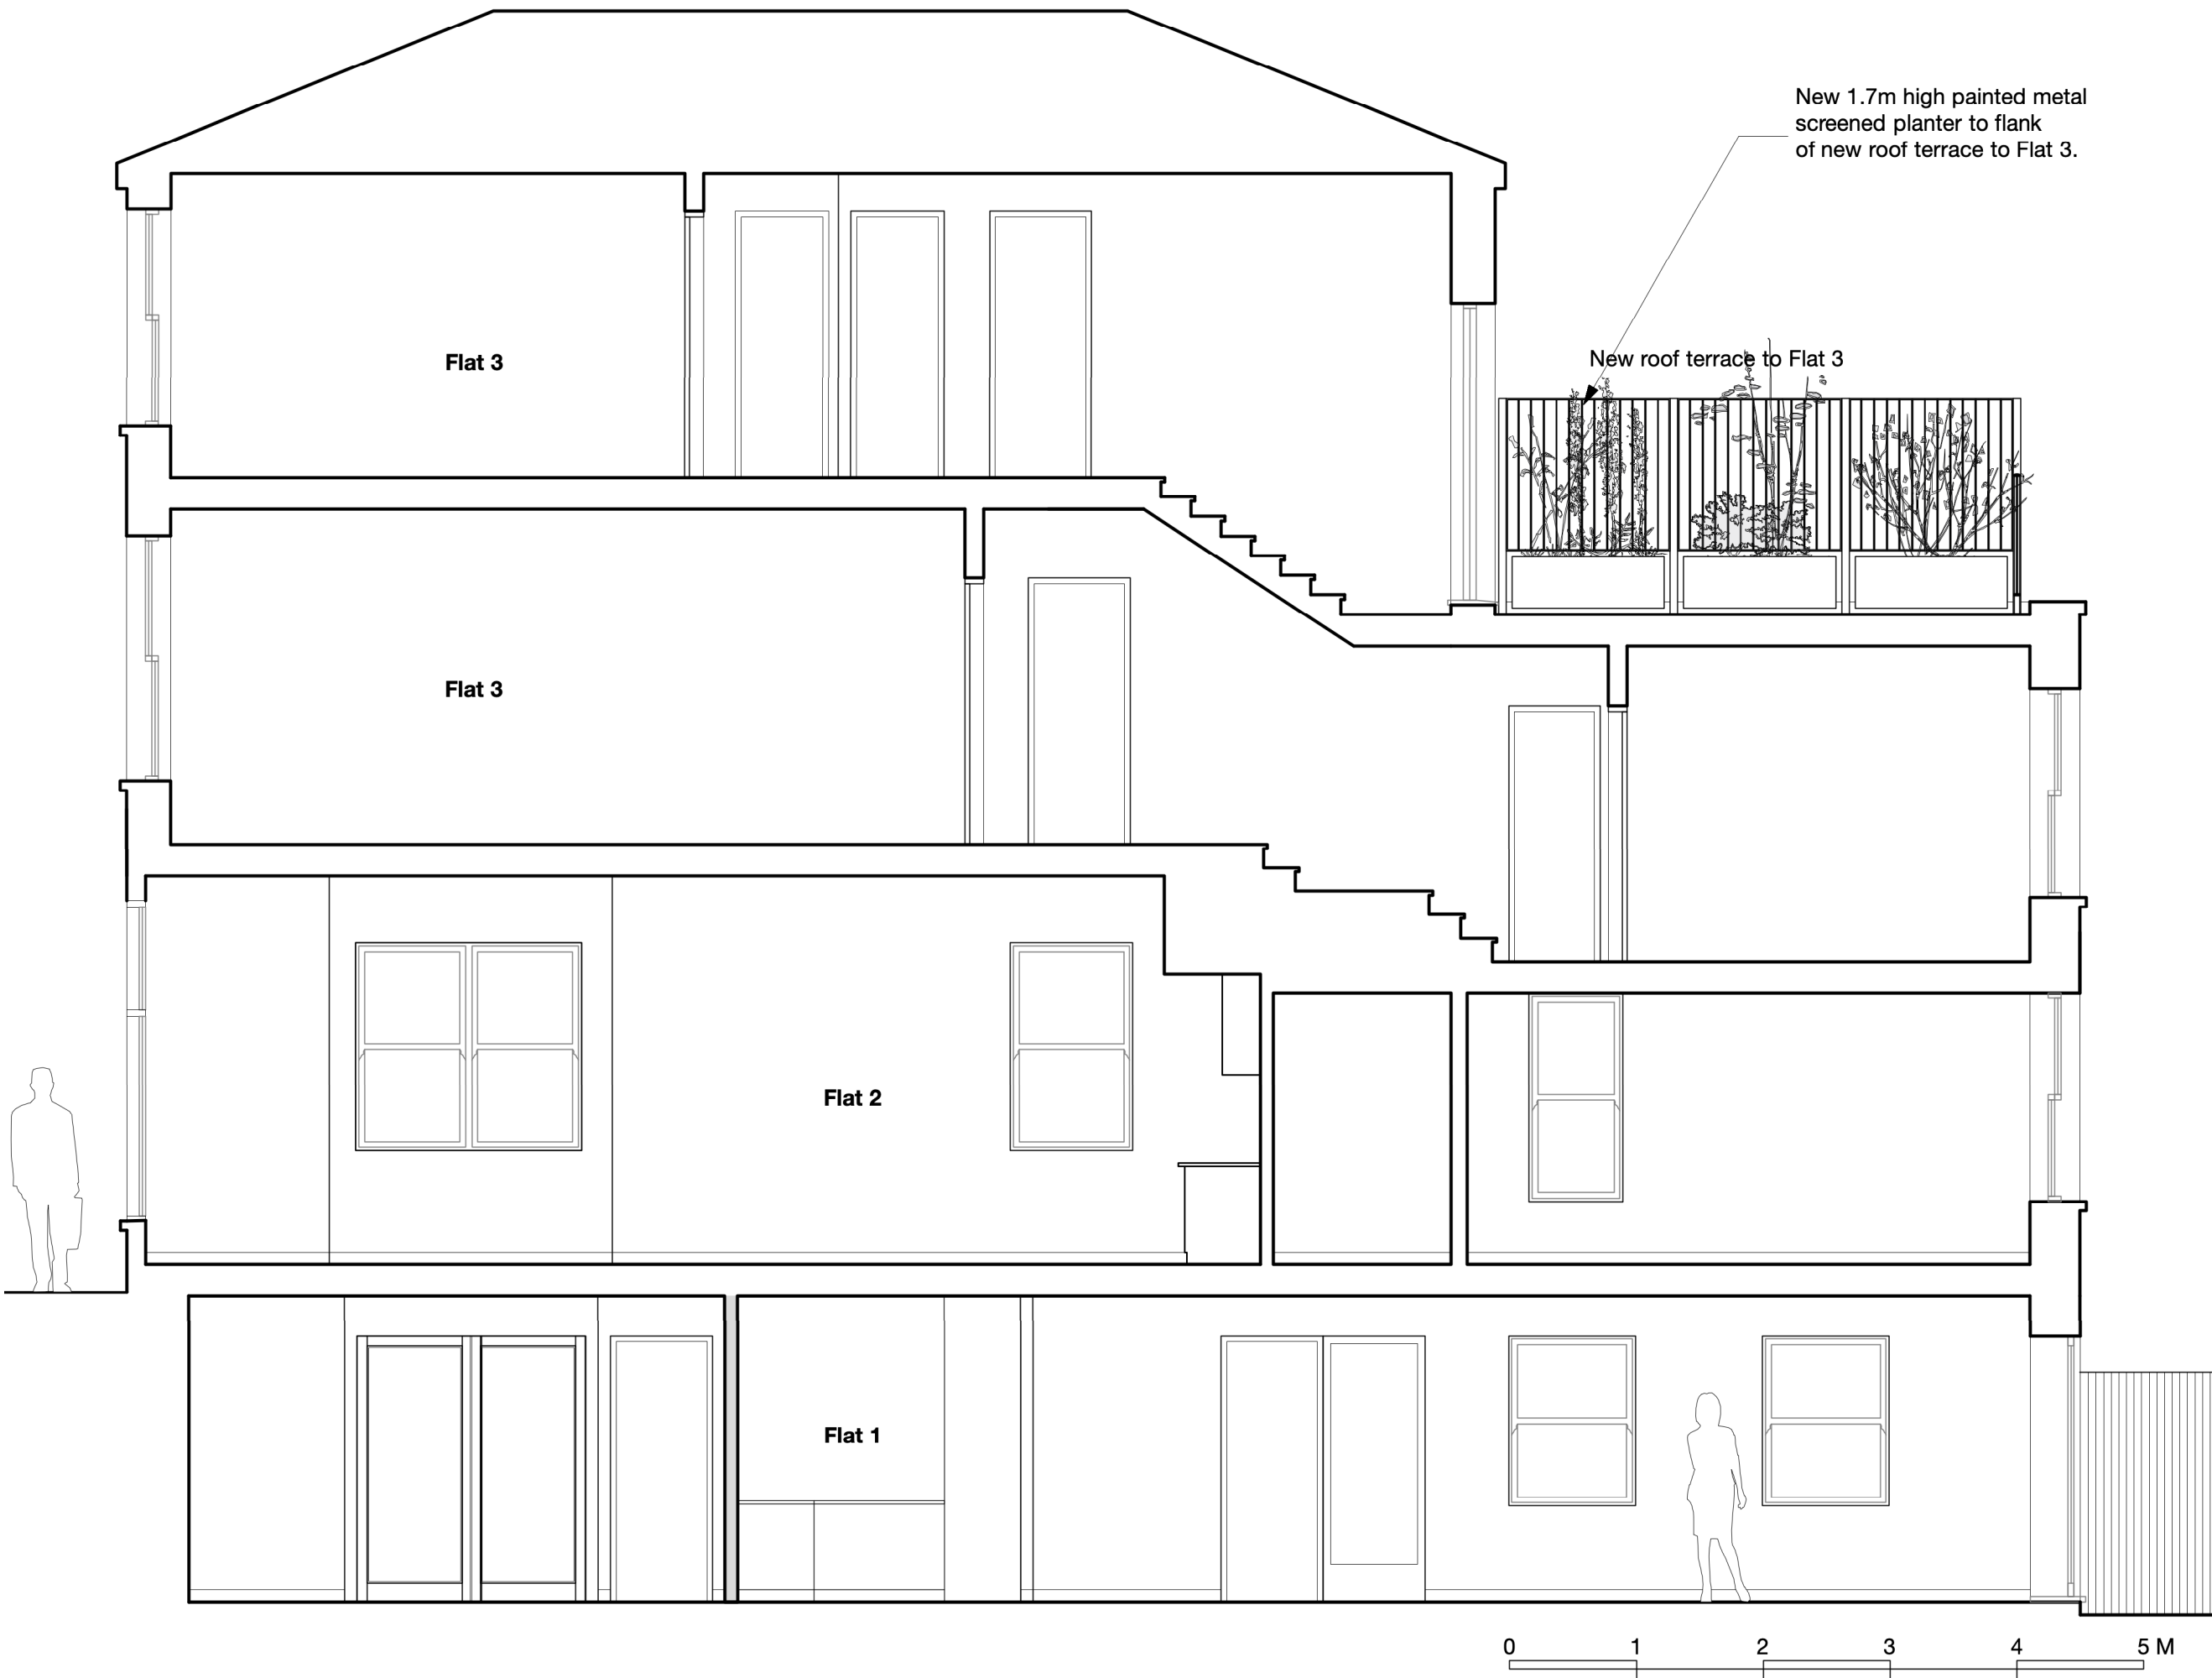 New 1.7m high painted metal
screened planter to flank
of new roof terrace to Flat 3.
New roof terrace to Flat 3
Flat 3
Flat 3
Flat 2
Flat 1
0 1 2 3 4 5 M